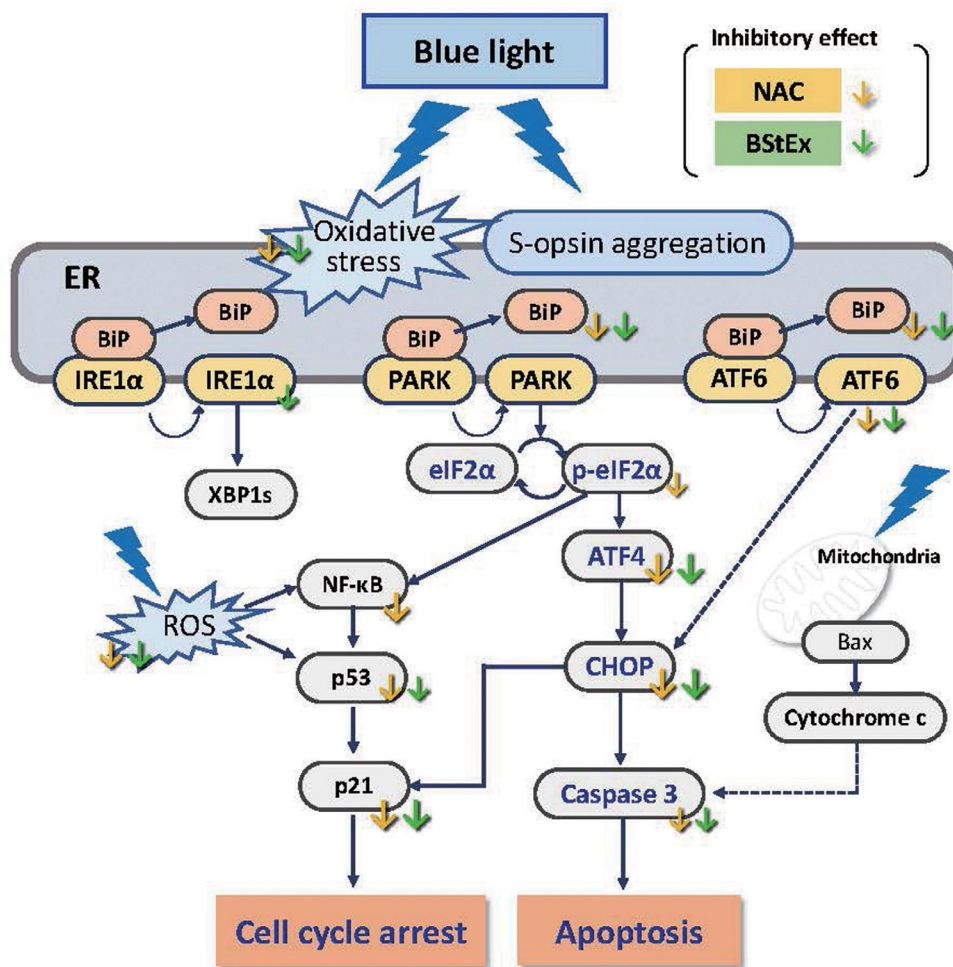 Blue light
Inhibitory effect
NAC
BStEx
Oxidative
stress
S-opsin aggregation
ER
BiP
BiP
BiP
BiP
BiP
BiP
IRE1α
IRE1α
PARK
PARK
ATF6
ATF6
eIF2α
p-eIF2α
XBP1s
ATF4
Mitochondria
NF-κB
ROS
Bax
p53
CHOP
Cytochrome c
p21
Caspase 3
Cell cycle arrest
Apoptosis